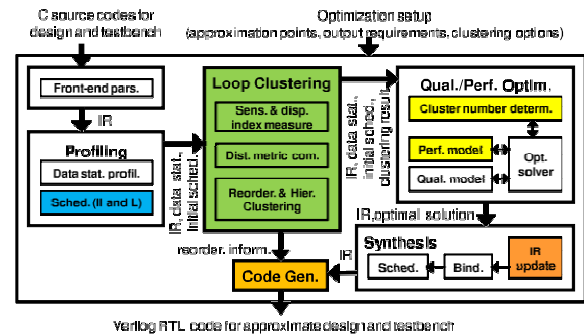 C source codes for
design and testbench
Optimization setup
(approximation points, output requirements, clustering options)
Front-end pars.
IR
Profiling
Data stat. profil.
Sched. (II and L)
IR, data stat.,
initial sched.
Loop Clustering
Sens. & disp.
index measure
Dist. metric com.
Reorder. & Hier.
Clustering
IR, data stat.,
initial sched.,
clustering result.
Qual./Perf. Optim.
Cluster number determ.
Perf. model
Qual. model
Opt.
solver
IR,optimal solution
reorder. inform.
Code Gen.
IR
Synthesis
Sched.
Bind.
IR
update
Verilog RTL code for approximate design and testbench